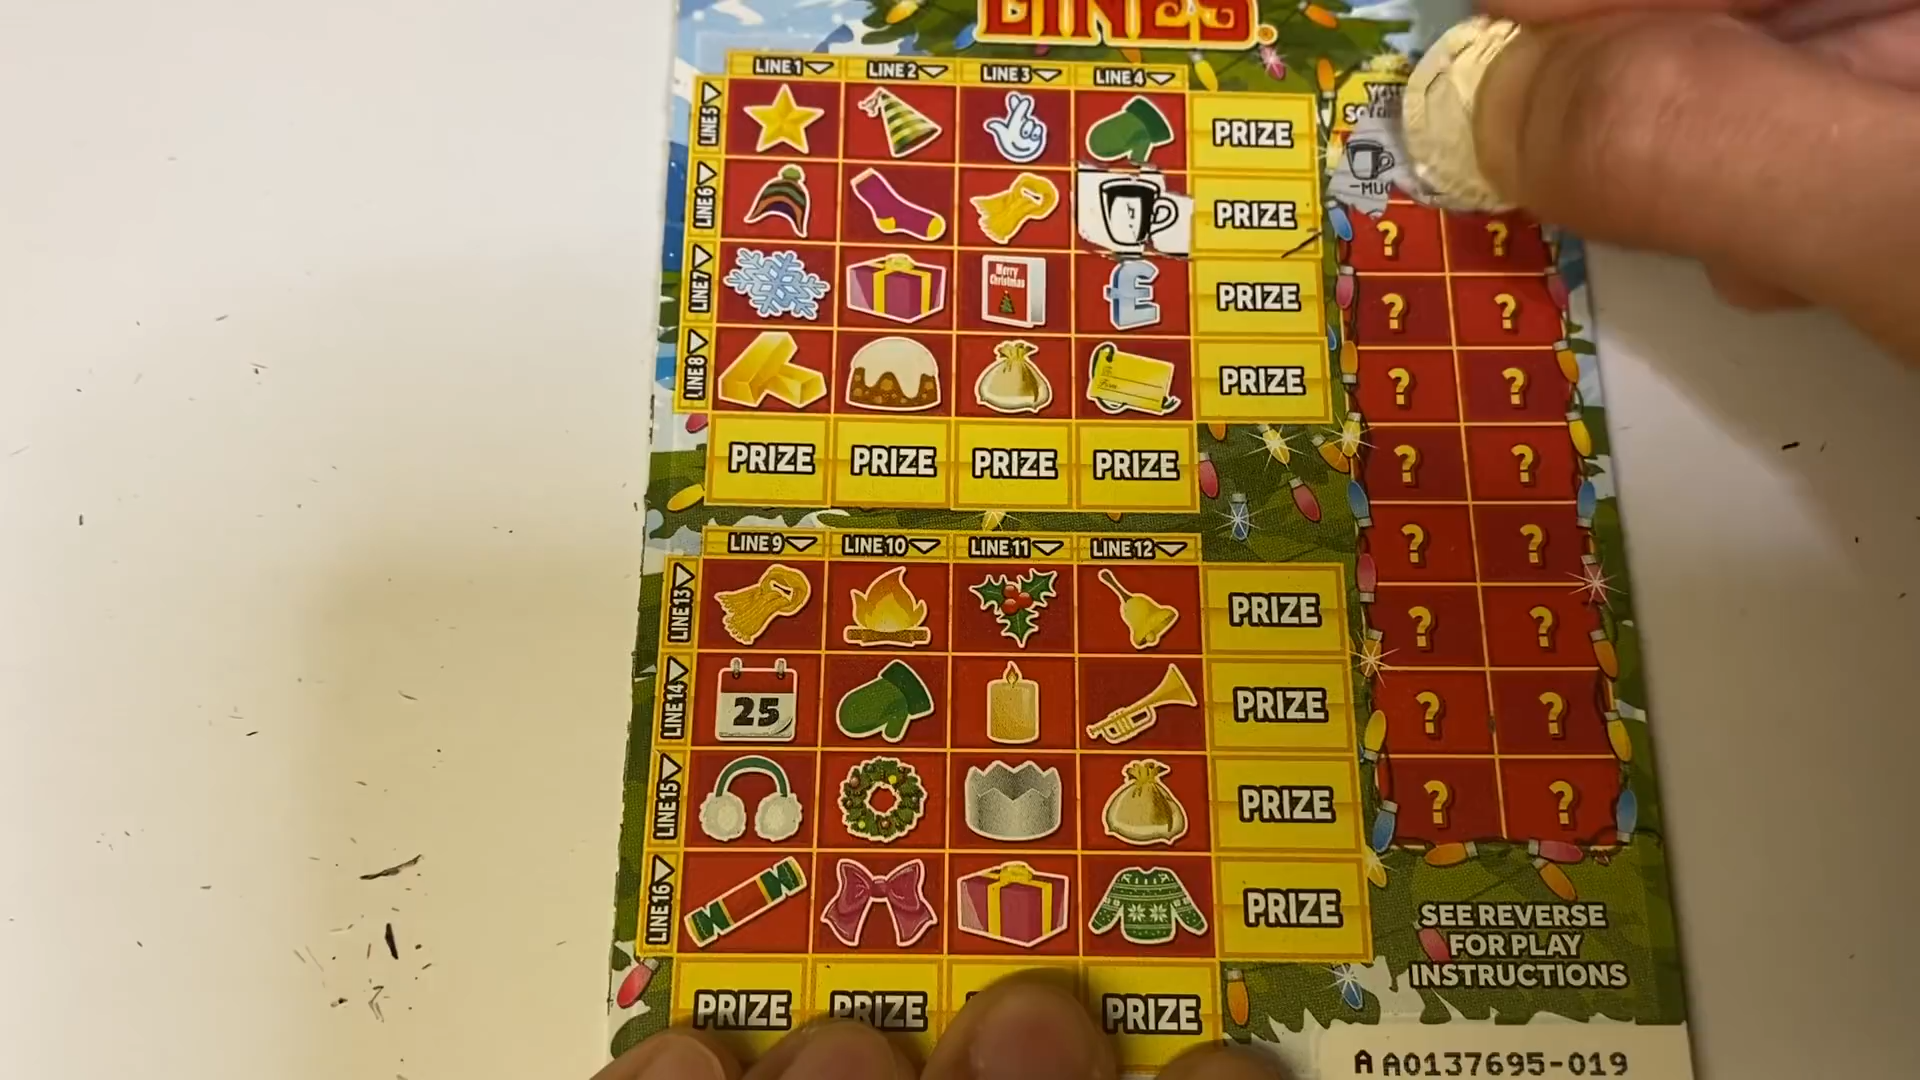 LINES
LINE 1 LINE 2 LINE 3 LINE 4
LINE 5 PRIZE
LINE 6 PRIZE
-MUG
LINE 7 Merry Christmas £ PRIZE
? ?
? ?
LINE 8 PRIZE
? ?
PRIZE PRIZE PRIZE PRIZE
? ?
LINE 9 LINE 10 LINE 11 LINE 12
? ?
LINE 13 PRIZE
? ?
LINE 14 25 PRIZE
? ?
LINE 15 PRIZE
? ?
LINE 16 PRIZE
SEE REVERSE
FOR PLAY
INSTRUCTIONS
PRIZE PRIZE PRIZE
A A0137695-019